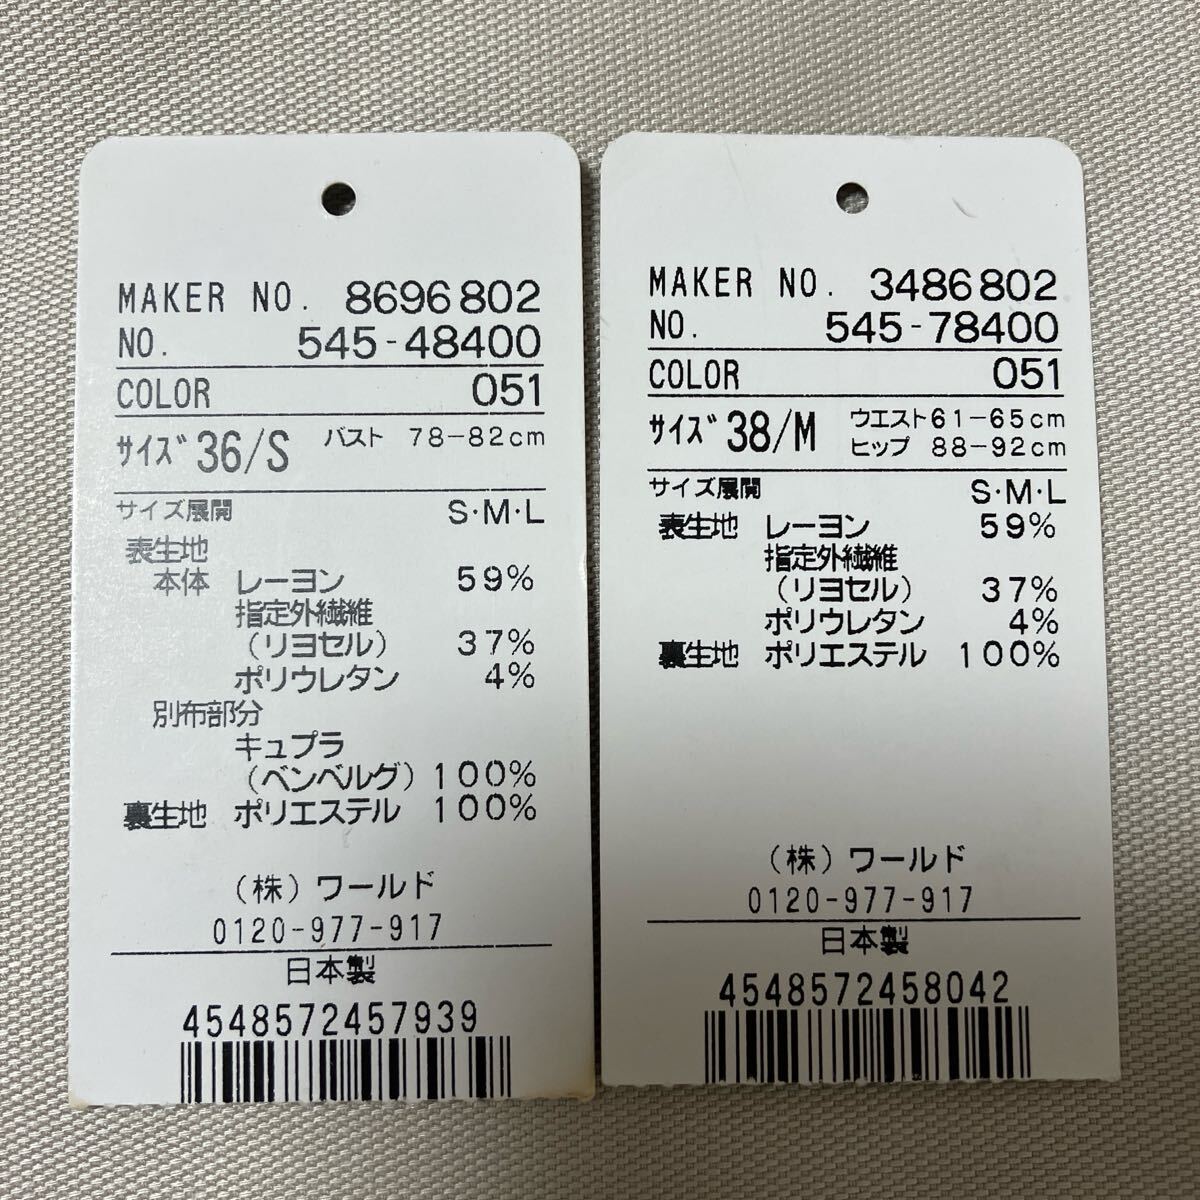 MAKER NO. 8696802
NO. 545-48400
COLOR 051
サイズ 36/S バスト 78-82cm
サイズ展開 S·M·L
表生地
本体 レーヨン 59%
指定外繊維
(リヨセル) 37%
ポリウレタン 4%
別布部分
キュプラ
(ベンベルグ) 100%
裏生地 ポリエステル 100%
(株)ワールド
0120-977-917
日本製
4548572457939
MAKER NO. 3486802
NO. 545-78400
COLOR 051
サイズ 38/M ウエスト61-65cm
ヒップ 88-92cm
サイズ展開 S·M·L
表生地 レーヨン 59%
指定外繊維
(リヨセル) 37%
ポリウレタン 4%
裏生地 ポリエステル 100%
(株)ワールド
0120-977-917
日本製
4548572458042